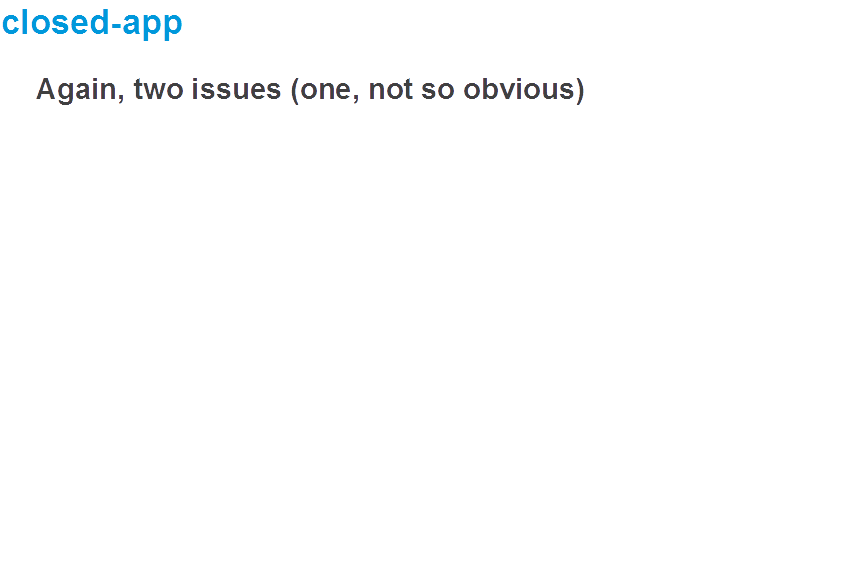 closed-app
Again, two issues (one, not so obvious)